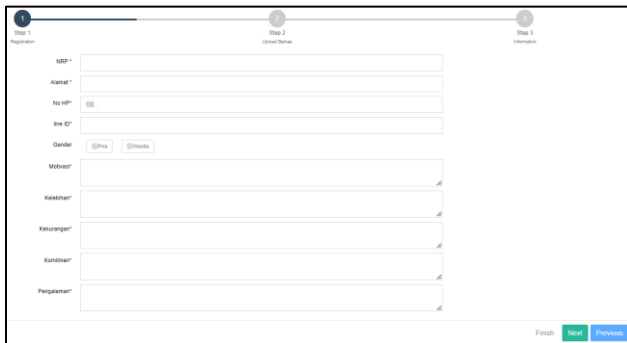 1
2
3
Step 1
Step 2
Step 3
Registration
Upload Berkas
Information
NRP*
Alamat *
No HP*
08..
line ID*
Gender
Pria
Wanita
Motivasi*
Kelebihan*
Kekurangan*
Komitmen*
Pengalaman*
Finish
Next
Previous